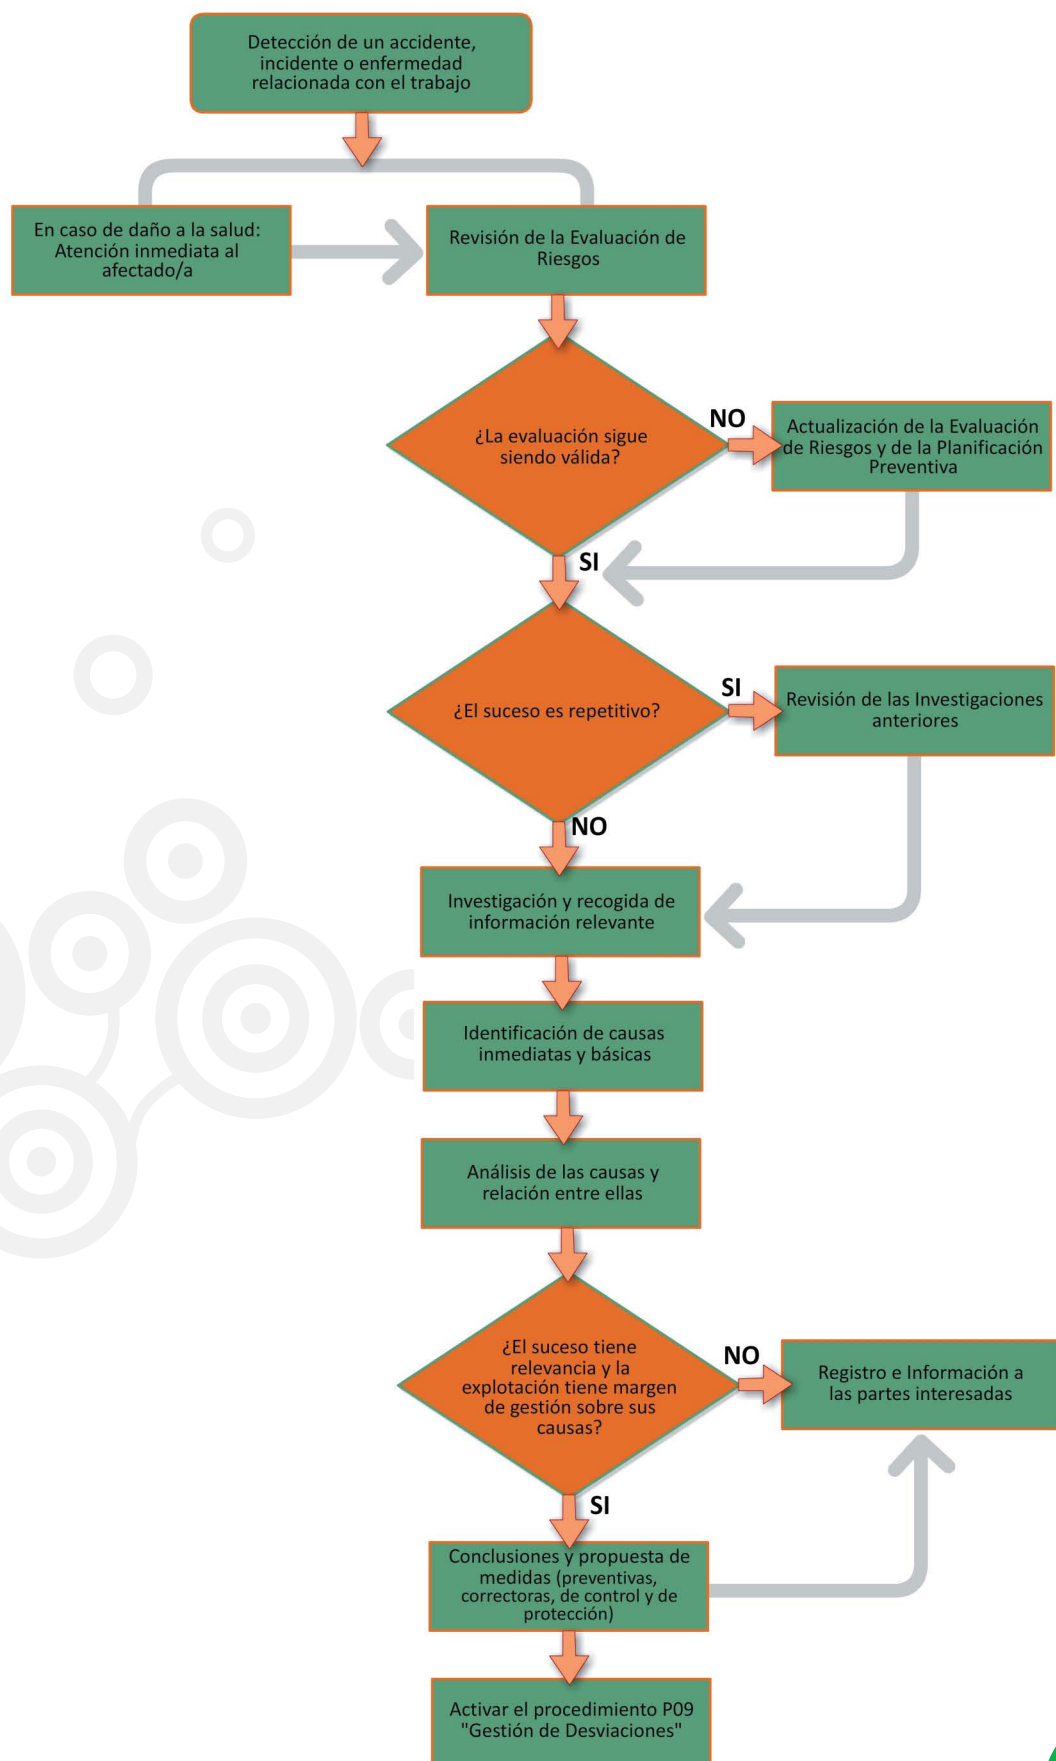 Detección de un accidente,
incidente o enfermedad
relacionada con el trabajo
En caso de daño a la salud:
Atención inmediata al
afectado/a
Revisión de la Evaluación de
Riesgos
¿La evaluación sigue
siendo válida?
NO
Actualización de la Evaluación
de Riesgos y de la Planificación
Preventiva
SI
¿El suceso es repetitivo?
SI
Revisión de las Investigaciones
anteriores
NO
Investigación y recogida de
información relevante
Identificación de causas
inmediatas y básicas
Análisis de las causas y
relación entre ellas
¿El suceso tiene
relevancia y la
explotación tiene margen
de gestión sobre sus
causas?
NO
Registro e Información a
las partes interesadas
SI
Conclusiones y propuesta de
medidas (preventivas,
correctoras, de control y de
protección)
Activar el procedimiento P09
"Gestión de Desviaciones"